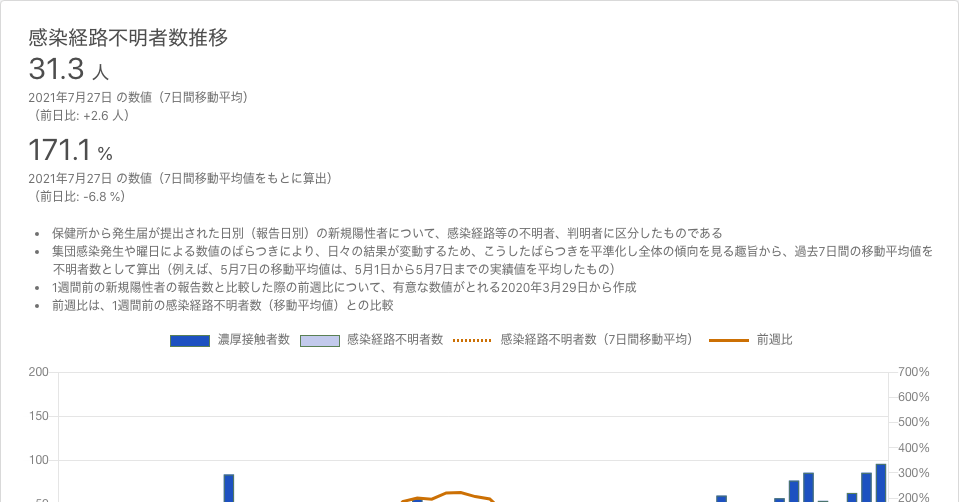 感染経路不明者数推移
31.3 人
2021年7月27日 の数値（7日間移動平均）
（前日比: +2.6 人）
171.1 %
2021年7月27日 の数値（7日間移動平均値をもとに算出）
（前日比: -6.8 %）
• 保健所から発生届が提出された日別（報告日別）の新規陽性者について、感染経路等の不明者、判明者に区分したものである
• 集団感染発生や曜日による数値のばらつきにより、日々の結果が変動するため、こうしたばらつきを平準化し全体の傾向を見る趣旨から、過去7日間の移動平均値を
不明者数として算出（例えば、5月7日の移動平均値は、5月1日から5月7日までの実績値を平均したもの）
• 1週間前の新規陽性者の報告数と比較した際の前週比について、有意な数値がとれる2020年3月29日から作成
• 前週比は、1週間前の感染経路不明者数（移動平均値）との比較
濃厚接触者数 感染経路不明者数 感染経路不明者数（7日間移動平均） 前週比
200 700%
600%
150
500%
400%
100
300%
50 200%